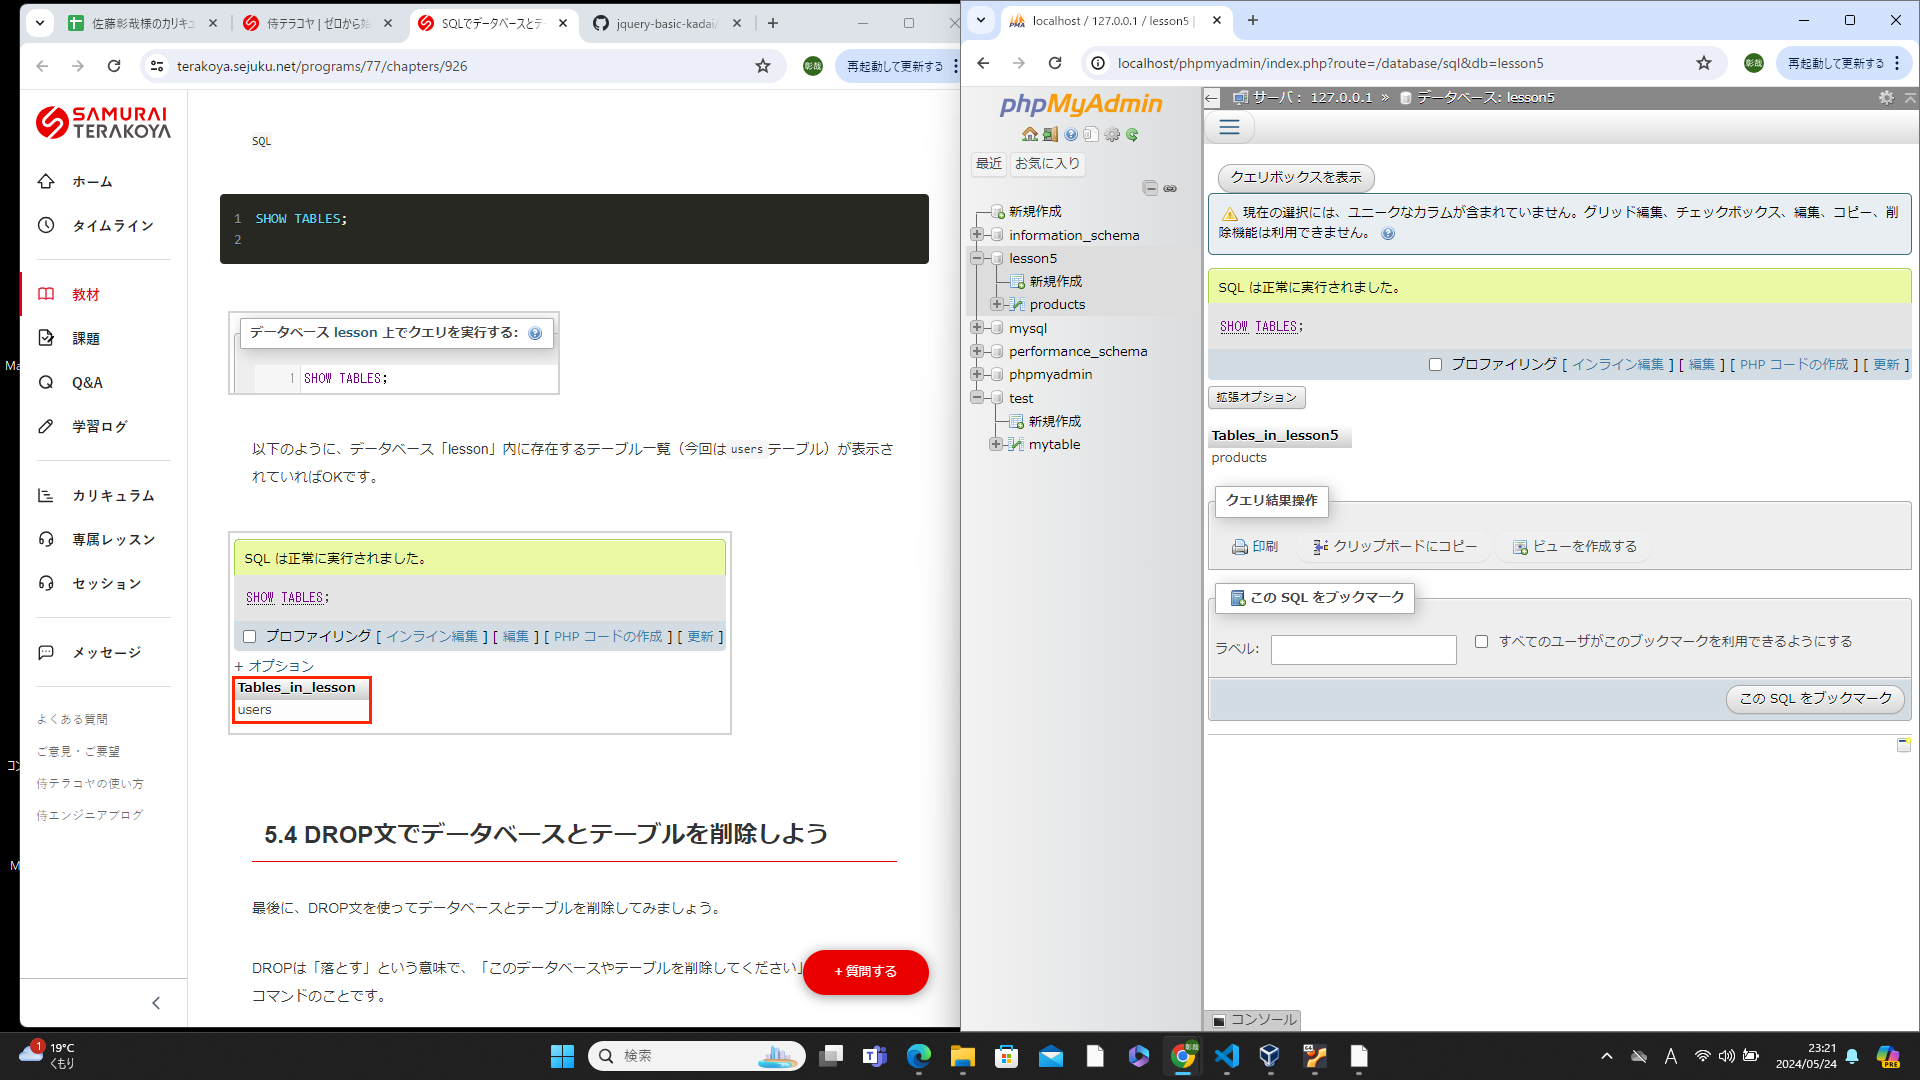 佐藤彰哉様のカリキュ
侍テラコヤ | ゼロから始
SQLでデータベースとテー
jquery-basic-kadai/
terakoya.sejuku.net/programs/77/chapters/926
彰哉
再起動して更新する
SAMURAI
TERAKOYA
ホーム
タイムライン
教材
課題
Q&A
学習ログ
カリキュラム
専属レッスン
セッション
メッセージ
よくある質問
ご意見・ご要望
侍テラコヤの使い方
侍エンジニアブログ
SQL
1 SHOW TABLES;
2
データベース lesson 上でクエリを実行する:
1 SHOW TABLES;
以下のように、データベース「lesson」内に存在するテーブル一覧（今回は users テーブル）が表示さ
れていればOKです。
SQL は正常に実行されました。
SHOW TABLES;
プロファイリング [ インライン編集 ] [ 編集 ] [ PHP コードの作成 ] [ 更新 ]
+ オプション
Tables_in_lesson
users
5.4 DROP文でデータベースとテーブルを削除しよう
最後に、DROP文を使ってデータベースとテーブルを削除してみましょう。
DROPは「落とす」という意味で、「このデータベースやテーブルを削除してください」
コマンドのことです。
+ 質問する
localhost / 127.0.0.1 / lesson5 |
localhost/phpmyadmin/index.php?route=/database/sql&db=lesson5
彰哉
再起動して更新する
phpMyAdmin
最近
お気に入り
新規作成
information_schema
lesson5
新規作成
products
mysql
performance_schema
phpmyadmin
test
新規作成
mytable
サーバ： 127.0.0.1 » データベース: lesson5
クエリボックスを表示
現在の選択には、ユニークなカラムが含まれていません。グリッド編集、チェックボックス、編集、コピー、削
除機能は利用できません。
SQL は正常に実行されました。
SHOW TABLES;
プロファイリング [ インライン編集 ] [ 編集 ] [ PHP コードの作成 ] [ 更新 ]
拡張オプション
Tables_in_lesson5
products
クエリ結果操作
印刷
クリップボードにコピー
ビューを作成する
この SQL をブックマーク
ラベル:
すべてのユーザがこのブックマークを利用できるようにする
この SQL をブックマーク
コンソール
Ma
コン
M
1
19°C
くもり
検索
彰哉
A
23:21
2024/05/24
PRE